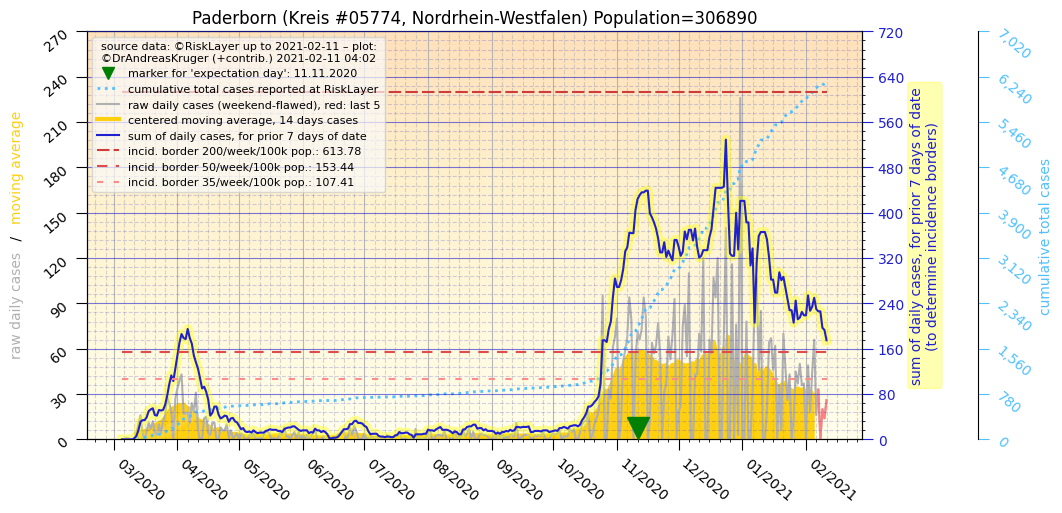 Paderborn (Kreis #05774, Nordrhein-Westfalen) Population=306890
source data: ©RiskLayer up to 2021-02-11 – plot:
©DrAndreasKruger (+contrib.) 2021-02-11 04:02
marker for 'expectation day': 11.11.2020
cumulative total cases reported at RiskLayer
raw daily cases (weekend-flawed), red: last 5
centered moving average, 14 days cases
sum of daily cases, for prior 7 days of date
incid. border 200/week/100k pop.: 613.78
incid. border 50/week/100k pop.: 153.44
incid. border 35/week/100k pop.: 107.41
raw daily cases / moving average
270
240
210
180
150
120
90
60
30
0
03/2020
04/2020
05/2020
06/2020
07/2020
08/2020
09/2020
10/2020
11/2020
12/2020
01/2021
02/2021
720
640
560
480
400
320
240
160
80
0
sum of daily cases, for prior 7 days of date
(to determine incidence borders)
7,020
6,240
5,460
4,680
3,900
3,120
2,340
1,560
780
0
cumulative total cases